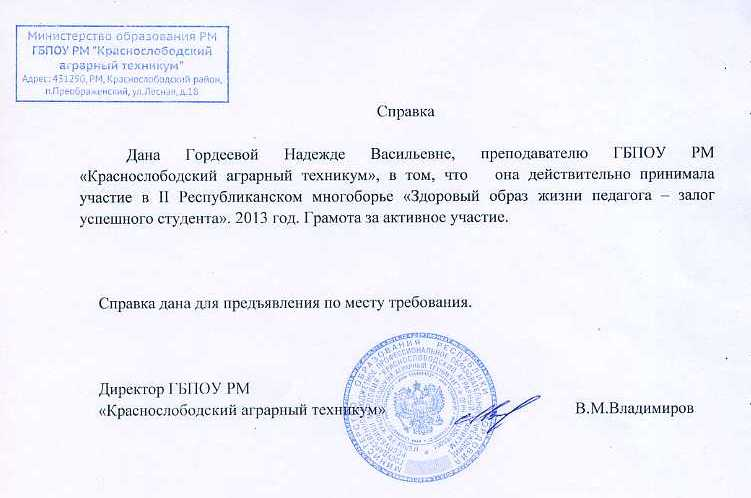 Министерство образования РМ
ГБПОУ РМ "Краснослободский
аграрный техникум"
Адрес: 431290, РМ, Краснослободский район,
п.Преображенский, ул.Лесная, д.18
Справка
Дана Гордеевой Надежде Васильевне, преподавателю ГБПОУ РМ
«Краснослободский аграрный техникум», в том, что она действительно принимала
участие в II Республиканском многоборье «Здоровый образ жизни педагога – залог
успешного студента». 2013 год. Грамота за активное участие.
Справка дана для предъявления по месту требования.
Директор ГБПОУ РМ
«Краснослободский аграрный техникум»
В.М.Владимиров